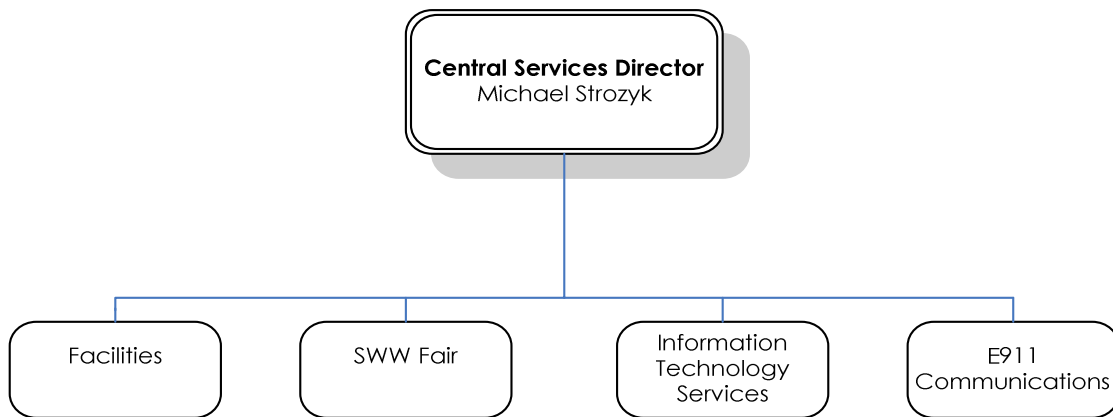 Central Services Director
Michael Strozyk
Facilities
SWW Fair
Information
Technology
Services
E911
Communications